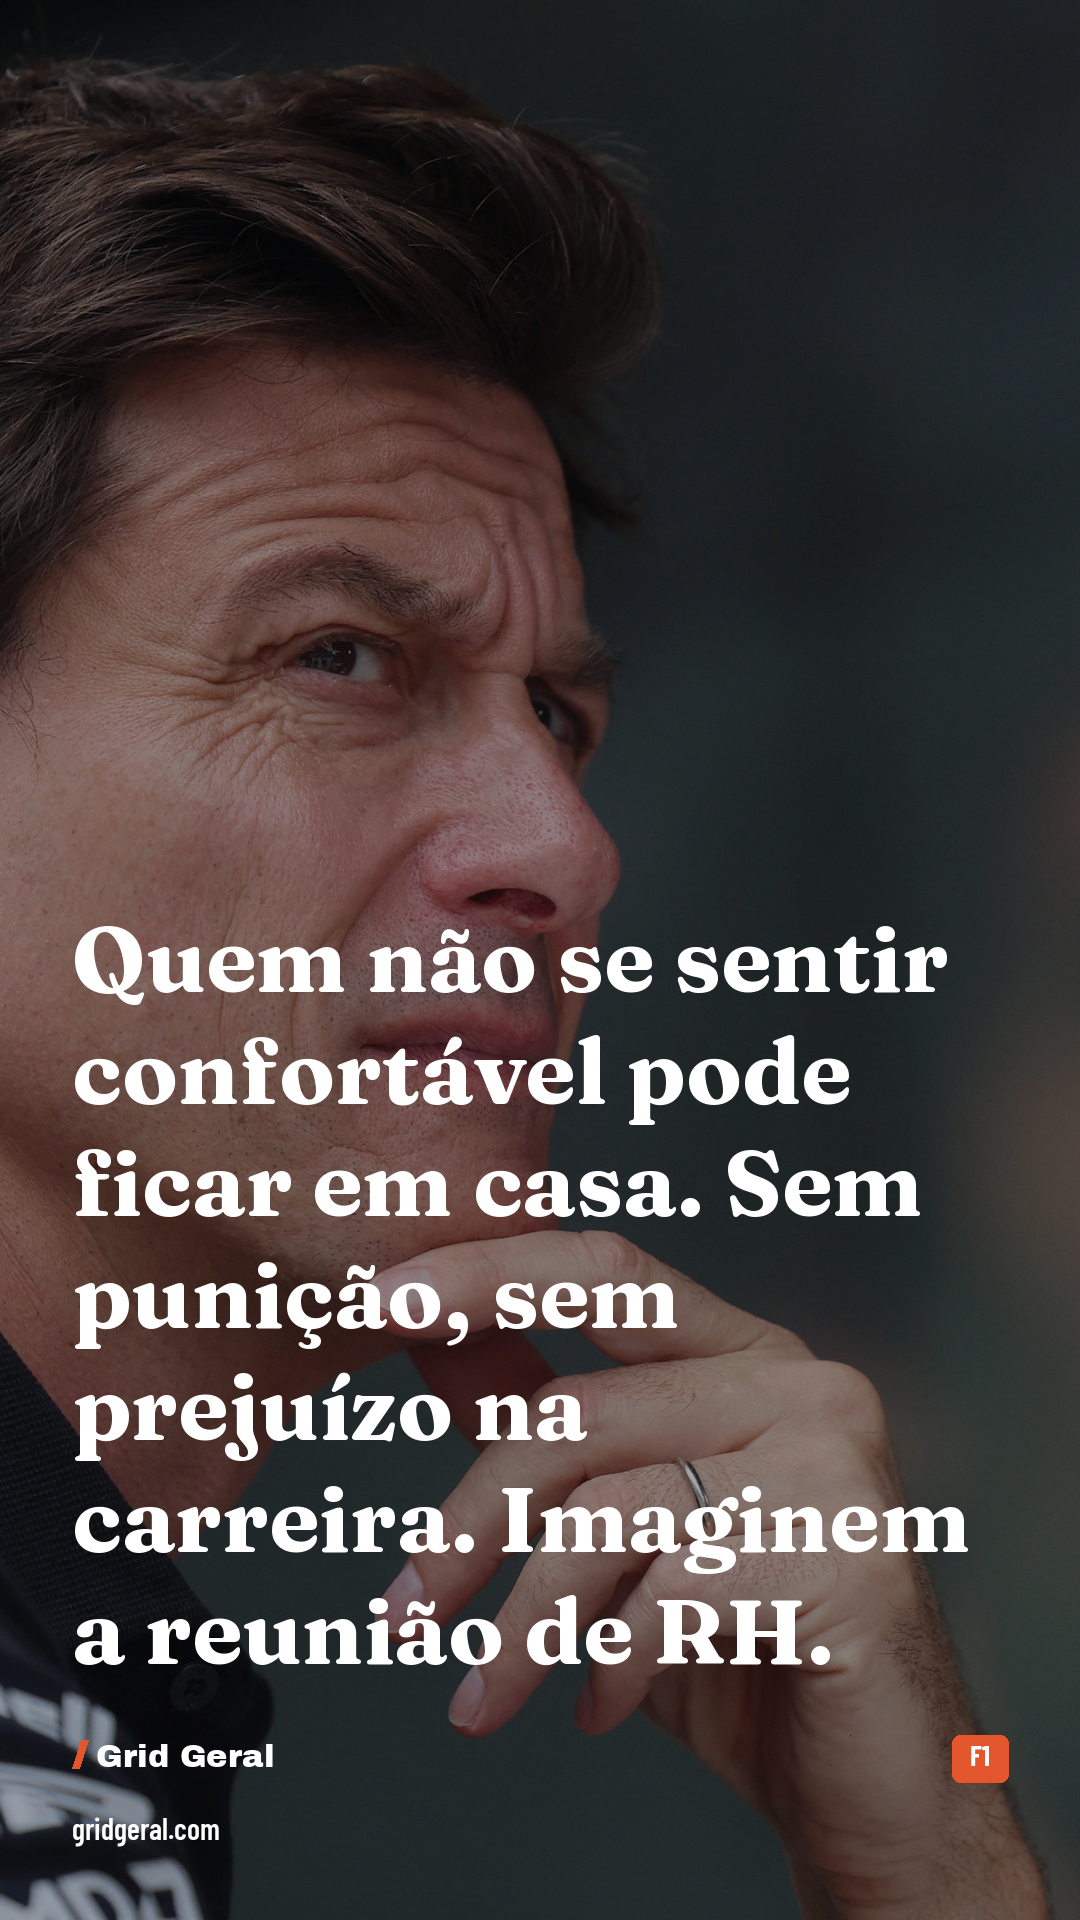 Quem não se sentir
confortável pode
ficar em casa. Sem
punição, sem
prejuízo na
carreira. Imaginem
a reunião de RH.
/ Grid Geral
F1
gridgeral.com